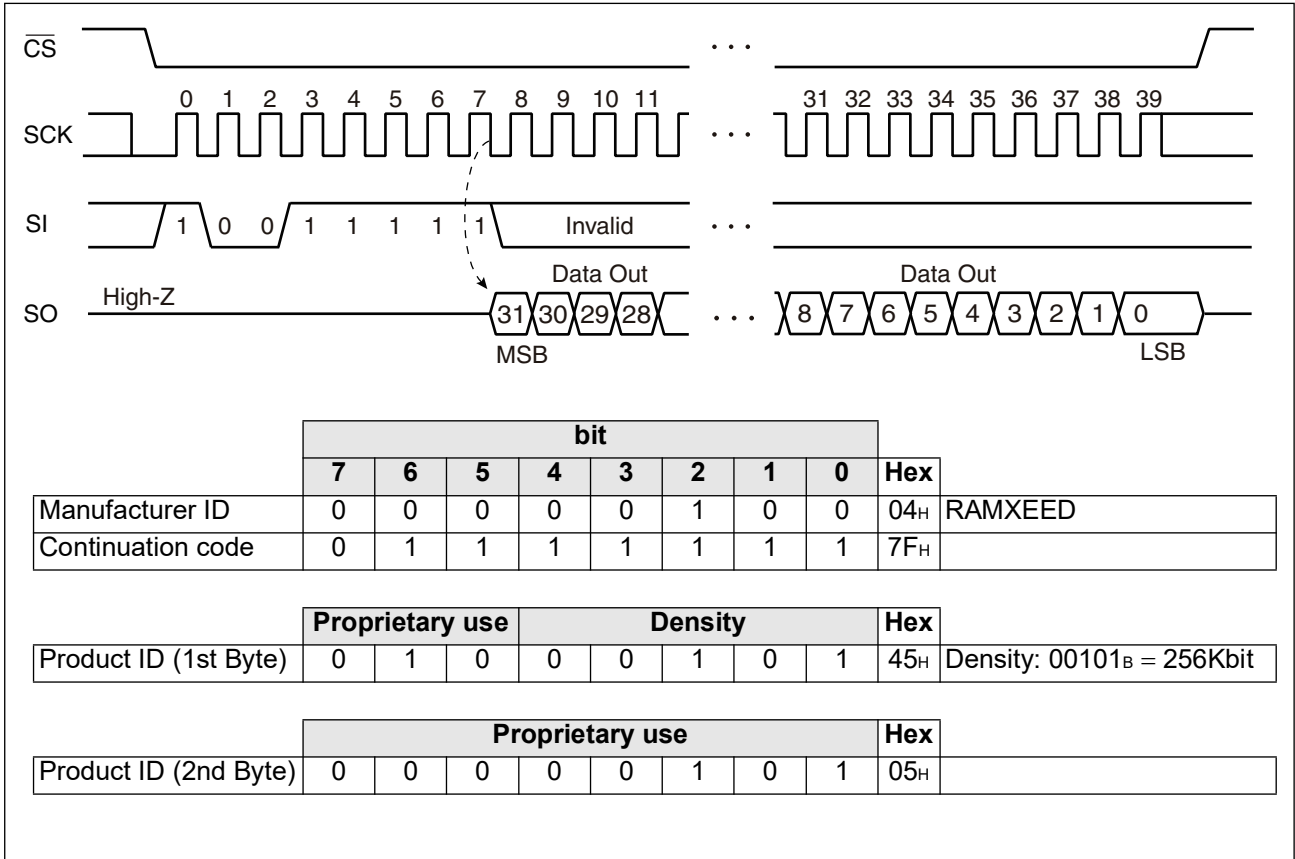 CS . . .
0 1 2 3 4 5 6 7 8 9 10 11 31 32 33 34 35 36 37 38 39
SCK . . .
SI 1 0 0 1 1 1 1 1 Invalid . . .
Data Out Data Out
SO High-Z 31 30 29 28 . . . 8 7 6 5 4 3 2 1 0
MSB LSB
bit
7 6 5 4 3 2 1 0 Hex
Manufacturer ID 0 0 0 0 0 1 0 0 04H RAMXEED
Continuation code 0 1 1 1 1 1 1 1 7FH
Proprietary use Density Hex
Product ID (1st Byte) 0 1 0 0 0 1 0 1 45H Density: 00101B = 256Kbit
Proprietary use Hex
Product ID (2nd Byte) 0 0 0 0 0 1 0 1 05H